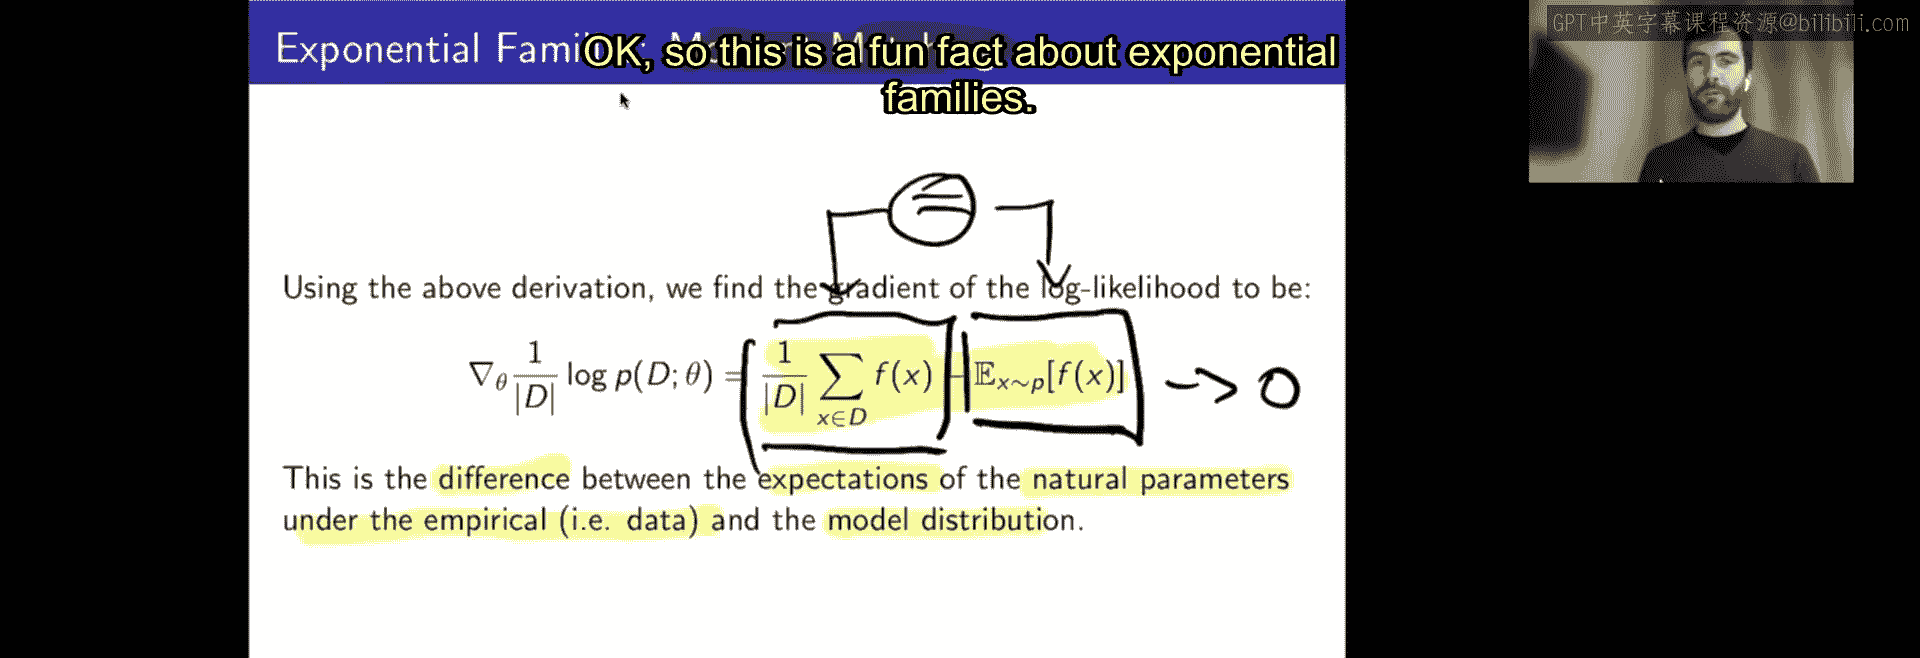 Exponential Fami
OK, so this is a fun fact about exponential
families.
GPT中英字幕课程资源@bilibili.com
Using the above derivation, we find the gradient of the log-likelihood to be:
∇θ 1/|D| log p(D; θ) = 1/|D| ∑x∈D f(x) − 𝔼x∼p[f(x)] -> 0
This is the difference between the expectations of the natural parameters
under the empirical (i.e. data) and the model distribution.